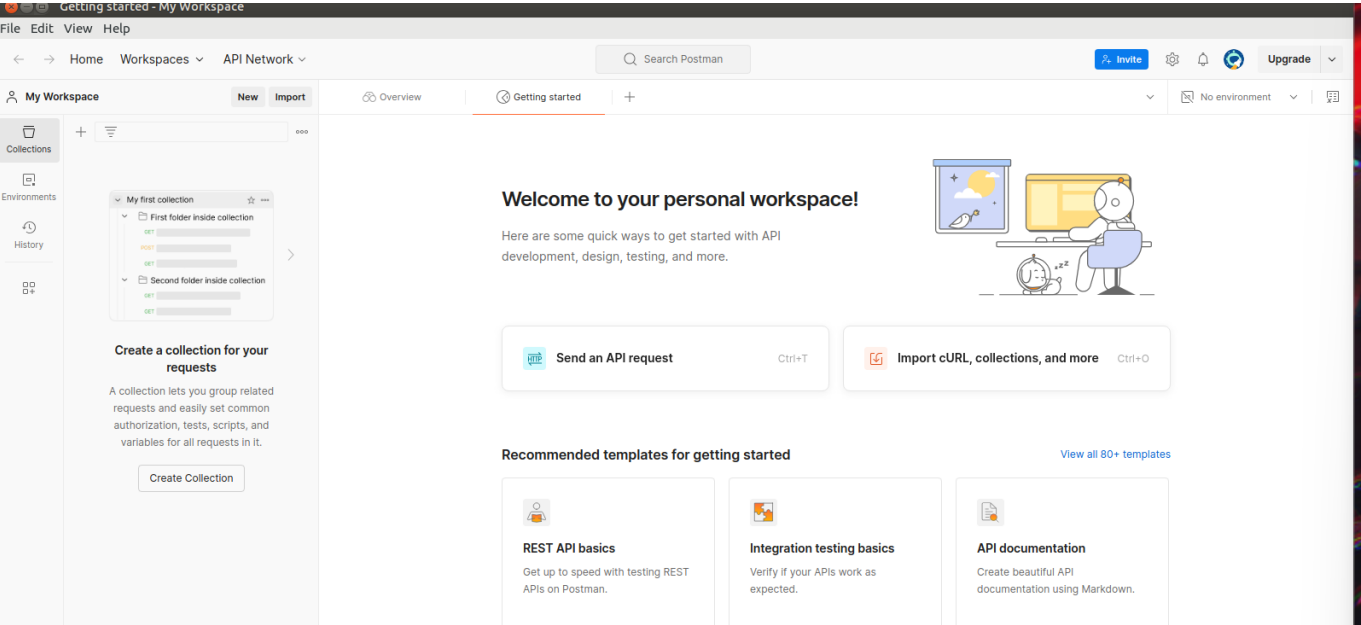 Getting started - My Workspace
File Edit View Help
Home Workspaces API Network
Search Postman
Invite
Upgrade
My Workspace
New Import
Overview
Getting started
No environment
Collections
Environments
History
My first collection
First folder inside collection
GET
POST
GET
Second folder inside collection
GET
GET
Create a collection for your
requests
A collection lets you group related
requests and easily set common
authorization, tests, scripts, and
variables for all requests in it.
Create Collection
Welcome to your personal workspace!
Here are some quick ways to get started with API
development, design, testing, and more.
zzz
HTTP
Send an API request Ctrl+T
Import cURL, collections, and more Ctrl+O
Recommended templates for getting started
View all 80+ templates
REST API basics
Get up to speed with testing REST
APIs on Postman.
Integration testing basics
Verify if your APIs work as
expected.
API documentation
Create beautiful API
documentation using Markdown.